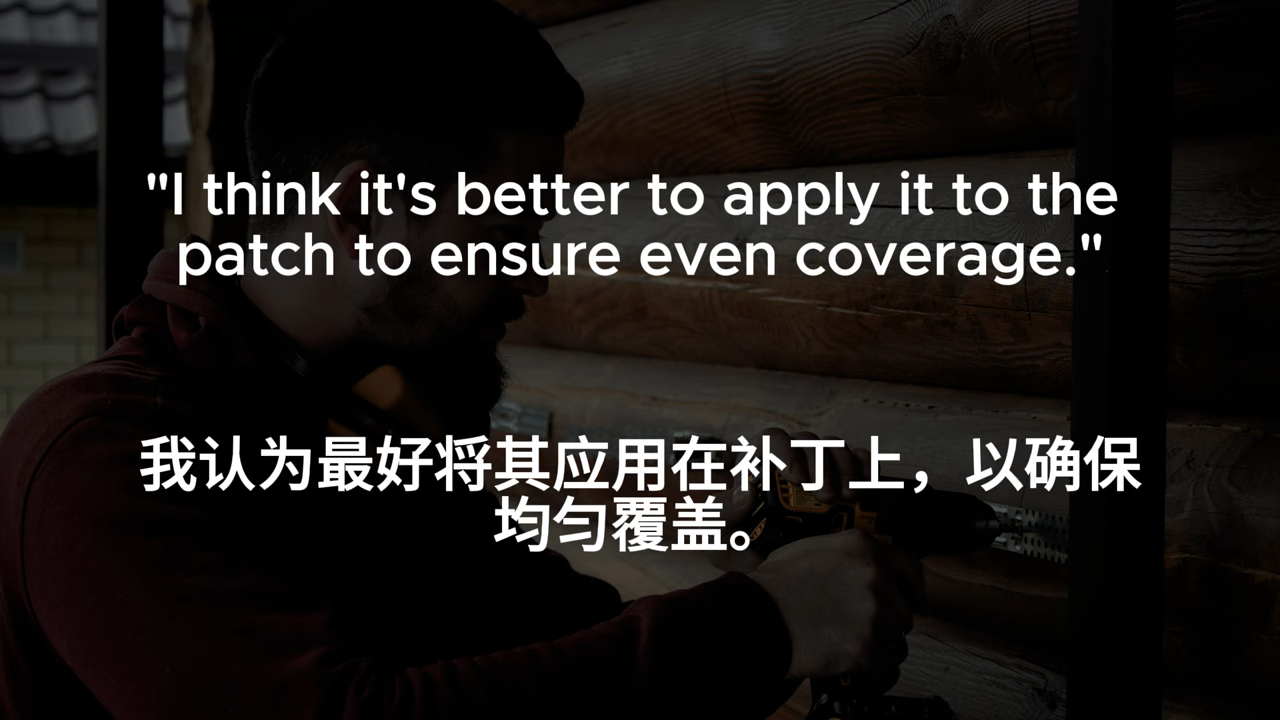 "I think it's better to apply it to the
patch to ensure even coverage."
我认为最好将其应用在补丁上，以确保
均匀覆盖。